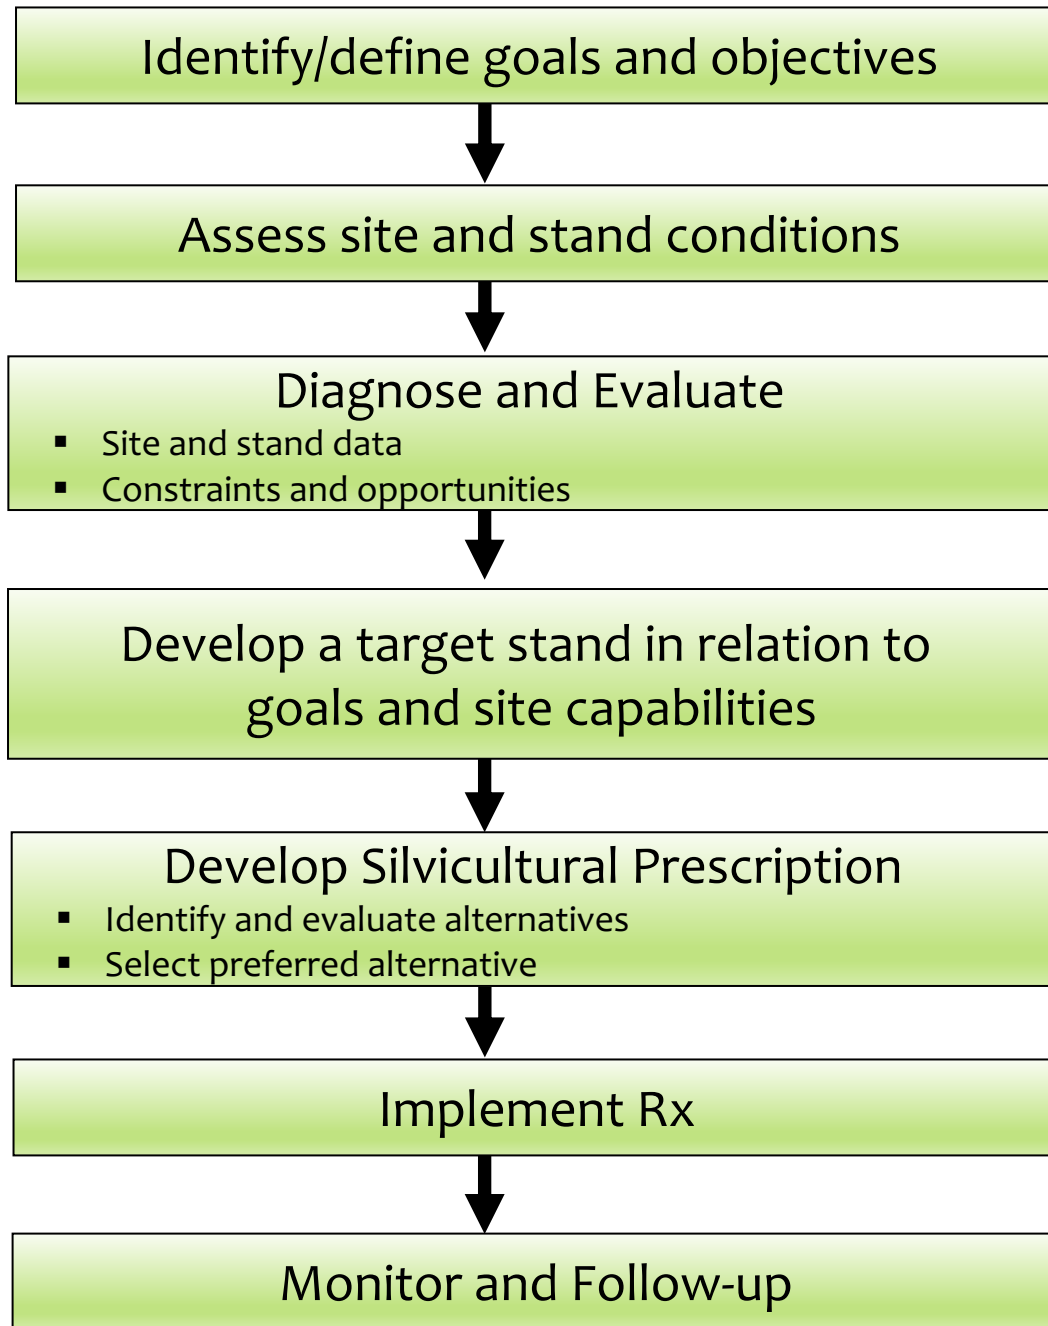 Identify/define goals and objectives
Assess site and stand conditions
Diagnose and Evaluate
▪ Site and stand data
▪ Constraints and opportunities
Develop a target stand in relation to
goals and site capabilities
Develop Silvicultural Prescription
▪ Identify and evaluate alternatives
▪ Select preferred alternative
Implement Rx
Monitor and Follow-up